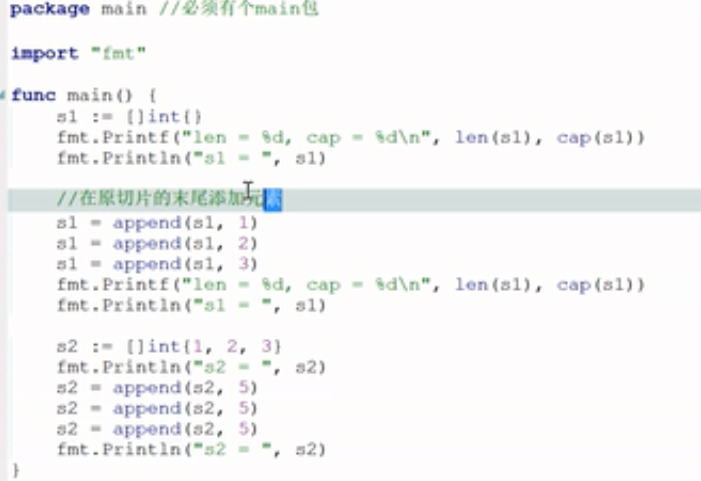 package main //必须有个main包
import "fmt"
func main() {
s1 := []int{}
fmt.Printf("len = %d, cap = %d\n", len(s1), cap(s1))
fmt.Println("s1 = ", s1)
//在原切片的末尾添加元素
s1 = append(s1, 1)
s1 = append(s1, 2)
s1 = append(s1, 3)
fmt.Printf("len = %d, cap = %d\n", len(s1), cap(s1))
fmt.Println("s1 = ", s1)
s2 := []int{1, 2, 3}
fmt.Println("s2 = ", s2)
s2 = append(s2, 5)
s2 = append(s2, 5)
s2 = append(s2, 5)
fmt.Println("s2 = ", s2)
}